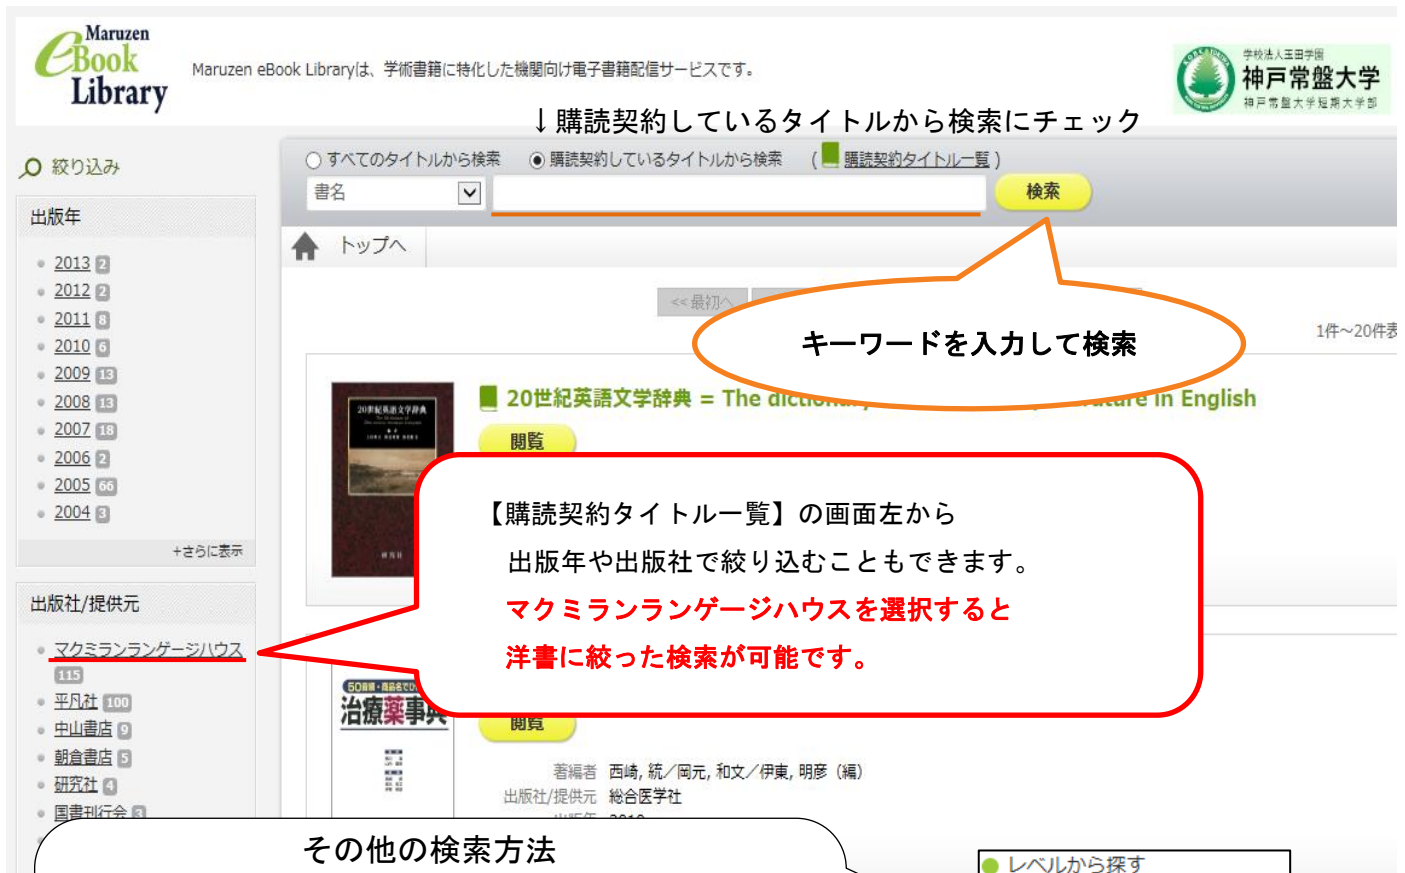 Maruzen
eBook
Library
Maruzen eBook Libraryは、学術書籍に特化した機関向け電子書籍配信サービスです。
学校法人玉田学園
神戸常盤大学
神戸常盤大学短期大学部
↓購読契約しているタイトルから検索にチェック
絞り込み
すべてのタイトルから検索 購読契約しているタイトルから検索 ( 購読契約タイトル一覧 )
書名 検索
トップへ
出版年
2013 2
2012 2
2011 8
2010 6
2009 13
2008 13
2007 18
2006 2
2005 66
2004 3
+さらに表示
<<最初へ
キーワードを入力して検索
1件～20件表
20世紀英語文学辞典 = The dictionary
in English
閲覧
20世紀英語文学辞典
研究社
【購読契約タイトル一覧】の画面左から
出版年や出版社で絞り込むこともできます。
マクミランランゲージハウスを選択すると
洋書に絞った検索が可能です。
出版社/提供元
マクミランランゲージハウス
115
平凡社 100
中山書店 9
朝倉書店 5
研究社 4
国書刊行会 3
治療薬事典
閲覧
著編者 西崎, 統／岡元, 和文／伊東, 明彦（編）
出版社/提供元 総合医学社
出版年 2010
その他の検索方法
レベルから探す